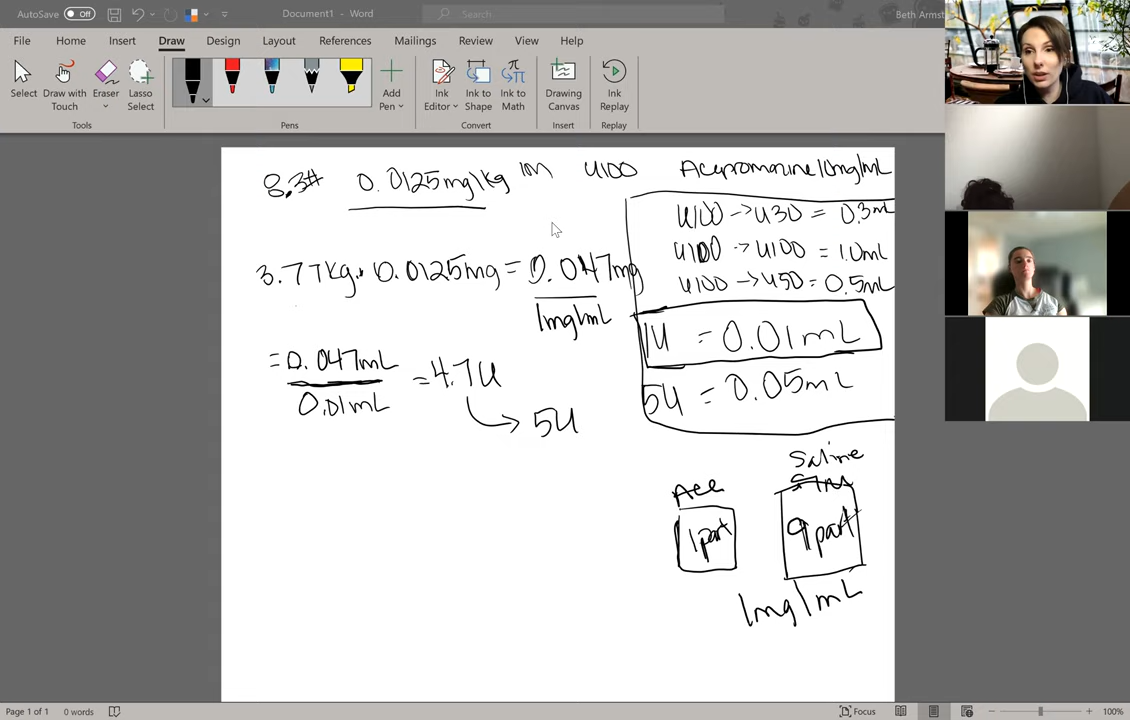 AutoSave Off Document1 - Word Search Beth Armst
File Home Insert Draw Design Layout References Mailings Review View Help
Select Draw with Touch Eraser Lasso Select Add Pen Ink Editor Ink to Shape Ink to Math Drawing Canvas Ink Replay
Tools Pens Convert Insert Replay
8.3# 0.0125mg/kg IM U100 Acepromazine 10mg/mL
U100 → U30 = 0.3mL
U100 → U100 = 1.0mL
U100 → U50 = 0.5mL
3.77kg · 0.0125mg = 0.047mg
1mg/mL
1U = 0.01mL
= 0.047mL = 4.7U
0.01mL
5U = 0.05mL
5U
Saline
Ace
1part 9part
1mg/mL
Page 1 of 1 0 words Focus 100%